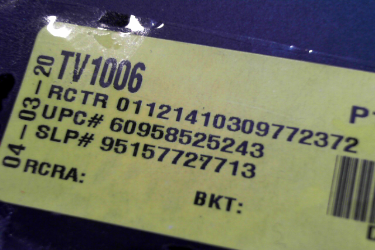 04-03-20
TV1006
RCTR 01121410309772372
UPC# 60958525243
SLP# 95157727713
RCRA:
BKT: